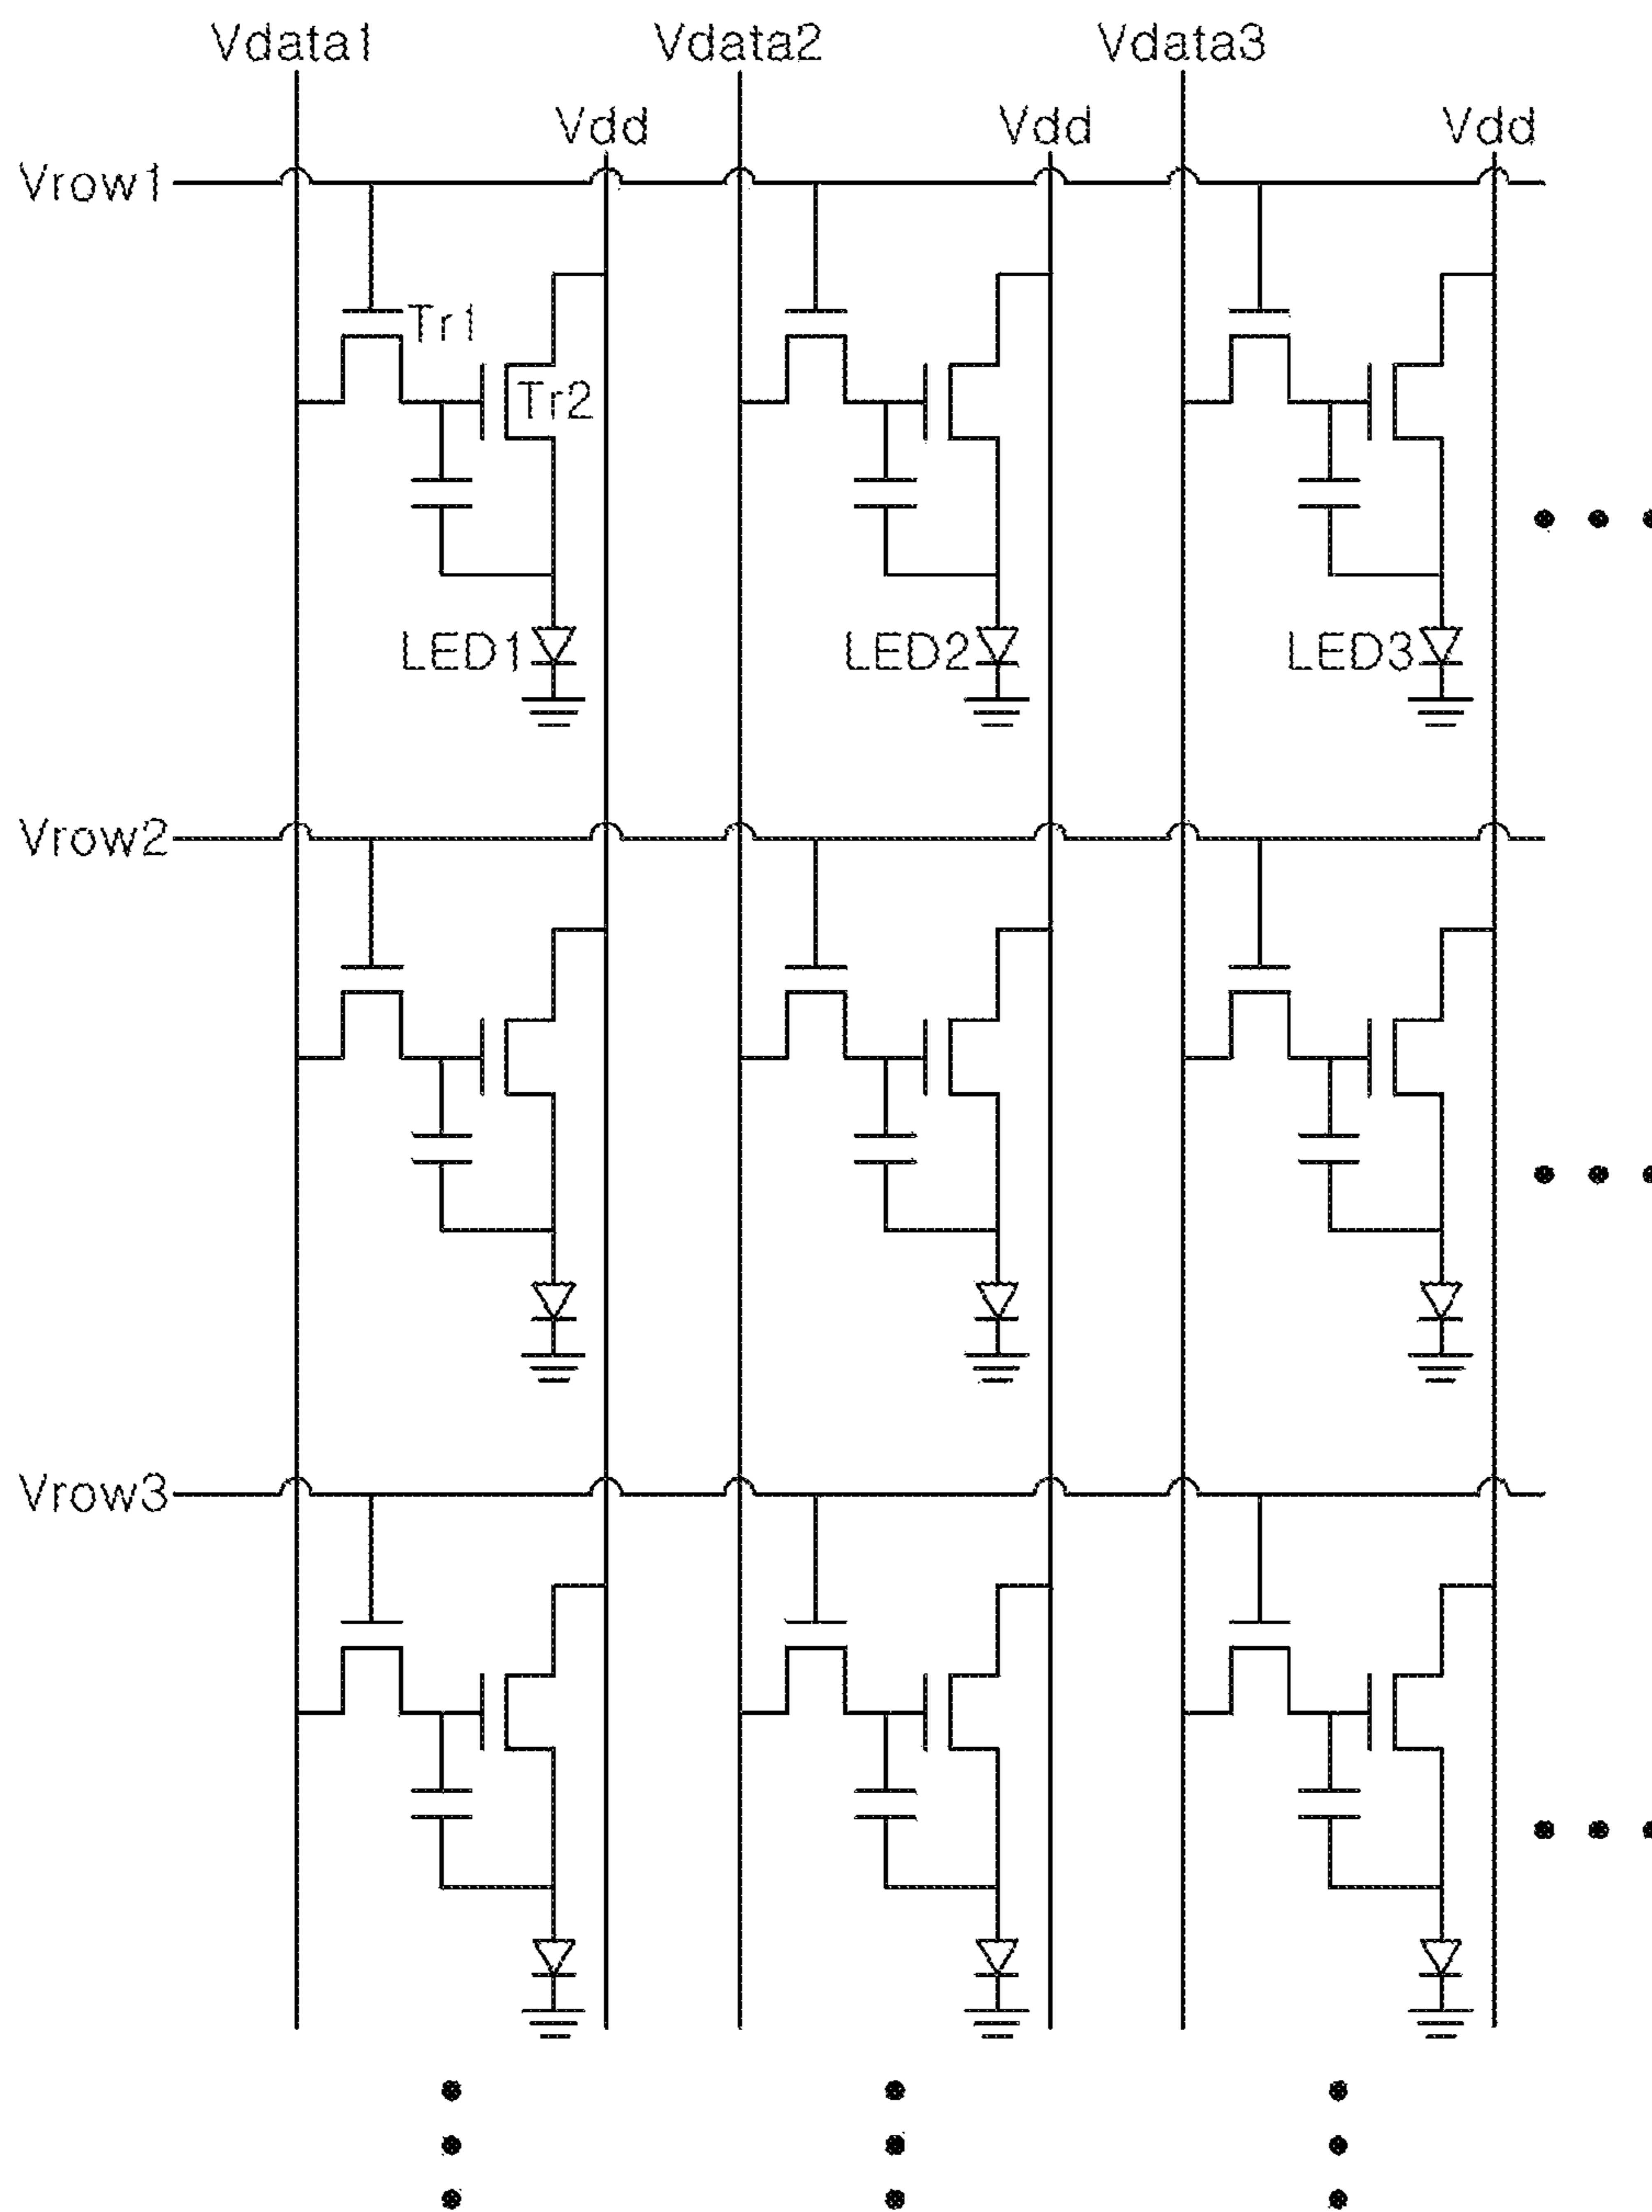 Vdata1 Vdata2 Vdata3
Vdd Vdd Vdd
Vrow1
Tr1
Tr2
LED1 LED2 LED3
Vrow2
Vrow3